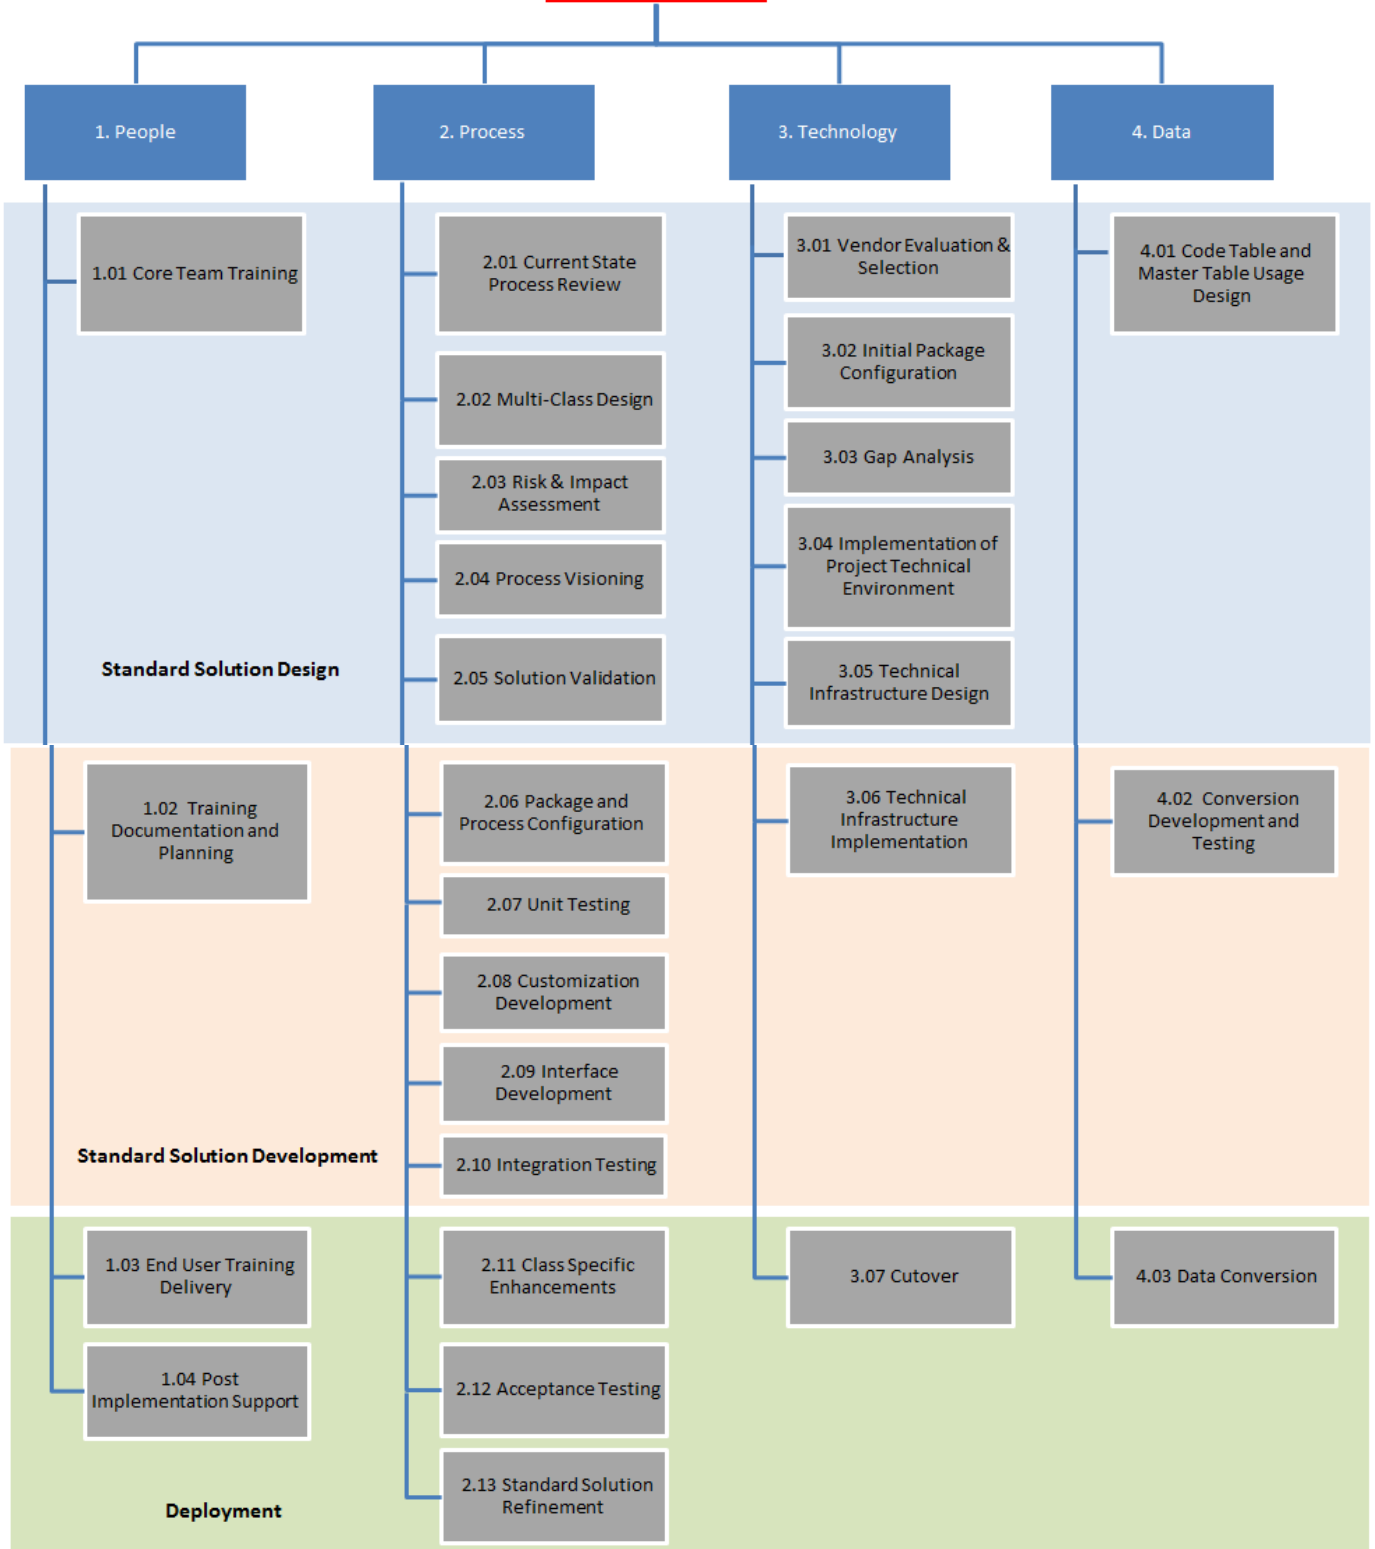 1. People
2. Process
3. Technology
4. Data
1.01 Core Team Training
2.01 Current State
Process Review
2.02 Multi-Class Design
2.03 Risk & Impact
Assessment
2.04 Process Visioning
2.05 Solution Validation
3.01 Vendor Evaluation &
Selection
3.02 Initial Package
Configuration
3.03 Gap Analysis
3.04 Implementation of
Project Technical
Environment
3.05 Technical
Infrastructure Design
4.01 Code Table and
Master Table Usage
Design
Standard Solution Design
1.02 Training
Documentation and
Planning
2.06 Package and
Process Configuration
2.07 Unit Testing
2.08 Customization
Development
2.09 Interface
Development
2.10 Integration Testing
3.06 Technical
Infrastructure
Implementation
4.02 Conversion
Development and
Testing
Standard Solution Development
1.03 End User Training
Delivery
1.04 Post
Implementation Support
2.11 Class Specific
Enhancements
2.12 Acceptance Testing
2.13 Standard Solution
Refinement
3.07 Cutover
4.03 Data Conversion
Deployment